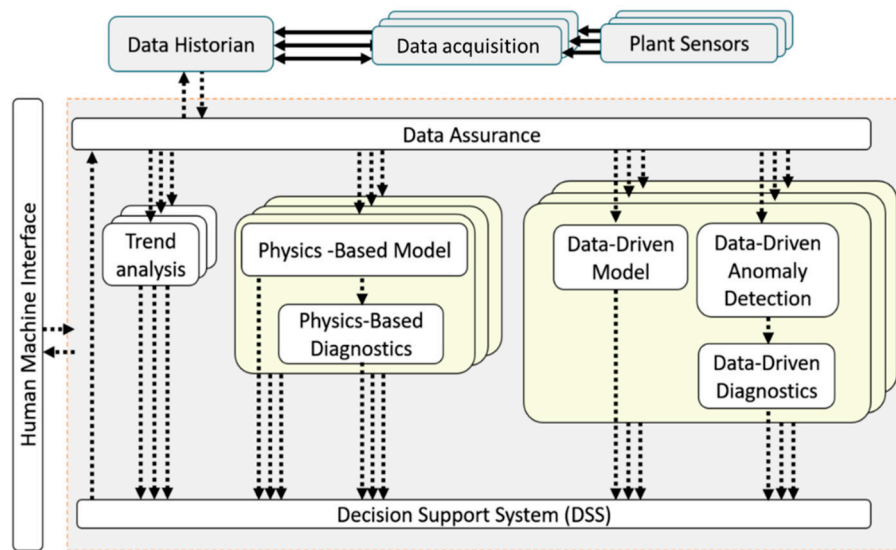 Data Historian
Data acquisition
Plant Sensors
Human Machine Interface
Data Assurance
Trend
analysis
Physics -Based Model
Physics-Based
Diagnostics
Data-Driven
Model
Data-Driven
Anomaly
Detection
Data-Driven
Diagnostics
Decision Support System (DSS)